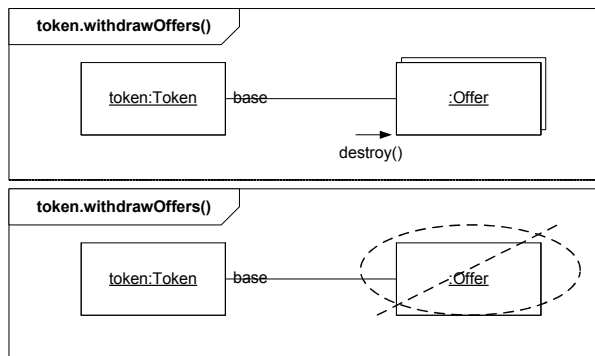 token.withdrawOffers()
token:Token base :Offer
destroy()
token.withdrawOffers()
token:Token base :Offer